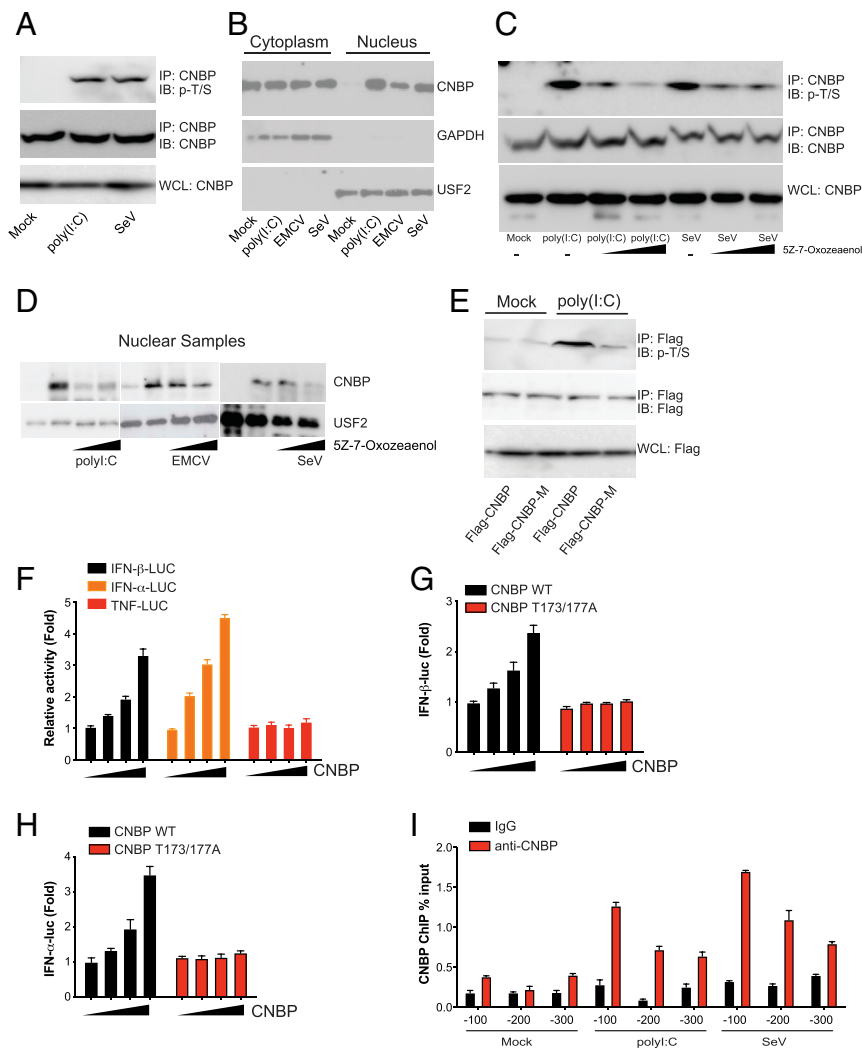 A
IP: CNBP
IB: p-T/S
IP: CNBP
IB: CNBP
WCL: CNBP
Mock
poly(I:C)
SeV
B
Cytoplasm
Nucleus
CNBP
GAPDH
USF2
Mock
poly(I:C)
EMCV
SeV
Mock
poly(I:C)
EMCV
SeV
C
IP: CNBP
IB: p-T/S
IP: CNBP
IB: CNBP
WCL: CNBP
Mock poly(I:C) poly(I:C) poly(I:C) SeV SeV SeV
- - - 5Z-7-Oxozeaenol
D
Nuclear Samples
CNBP
USF2
5Z-7-Oxozeaenol
polyI:C EMCV SeV
E
Mock poly(I:C)
IP: Flag
IB: p-T/S
IP: Flag
IB: Flag
WCL: Flag
Flag-CNBP
Flag-CNBP-M
Flag-CNBP
Flag-CNBP-M
F
IFN-β-LUC
IFN-α-LUC
TNF-LUC
Relative activity (Fold)
5
4
3
2
1
0
CNBP
G
CNBP WT
CNBP T173/177A
IFN-β-luc (Fold)
3
2
1
0
CNBP
H
CNBP WT
CNBP T173/177A
IFN-α-luc (Fold)
4
3
2
1
0
CNBP
I
IgG
anti-CNBP
CNBP ChIP % input
2.0
1.5
1.0
0.5
0.0
-100 -200 -300 -100 -200 -300 -100 -200 -300
Mock polyI:C SeV